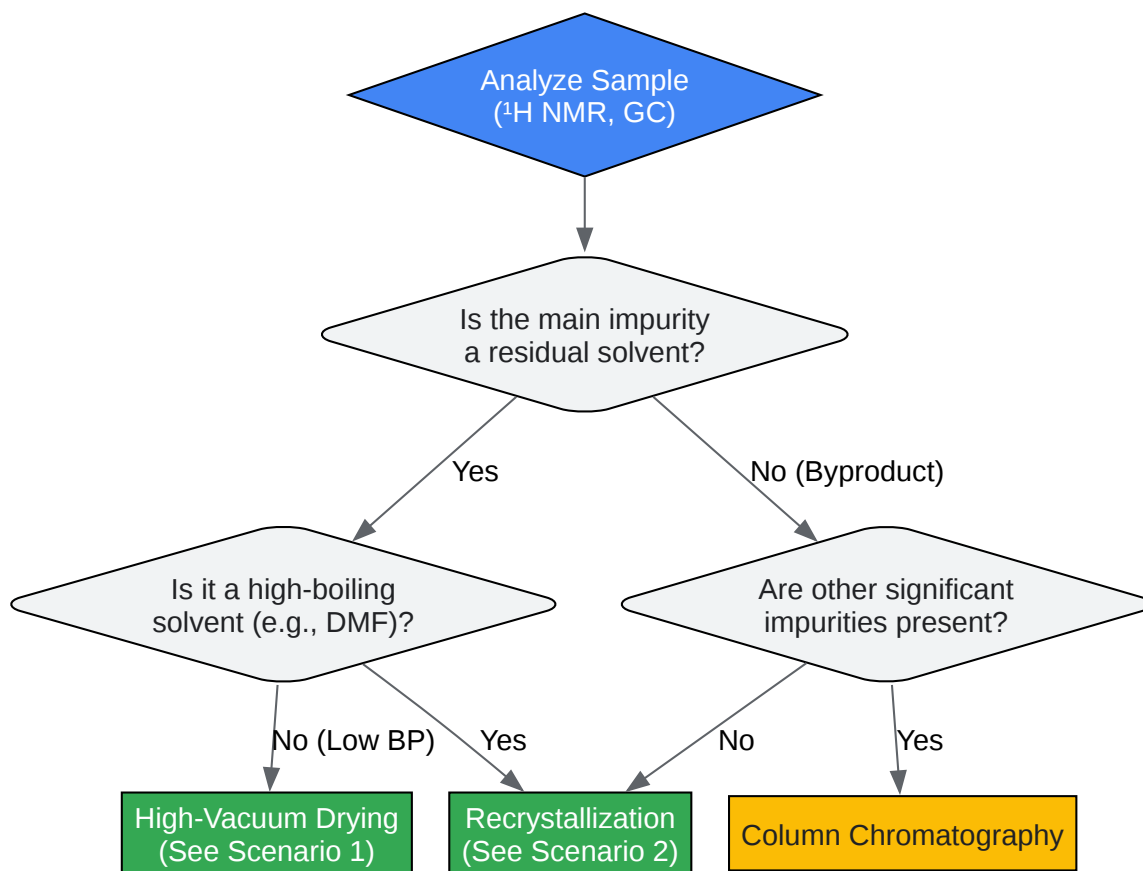 Analyze Sample
(¹H NMR, GC)
Is the main impurity
a residual solvent?
Yes
No (Byproduct)
Is it a high-boiling
solvent (e.g., DMF)?
Are other significant
impurities present?
No (Low BP)
Yes
No
Yes
High-Vacuum Drying
(See Scenario 1)
Recrystallization
(See Scenario 2)
Column Chromatography